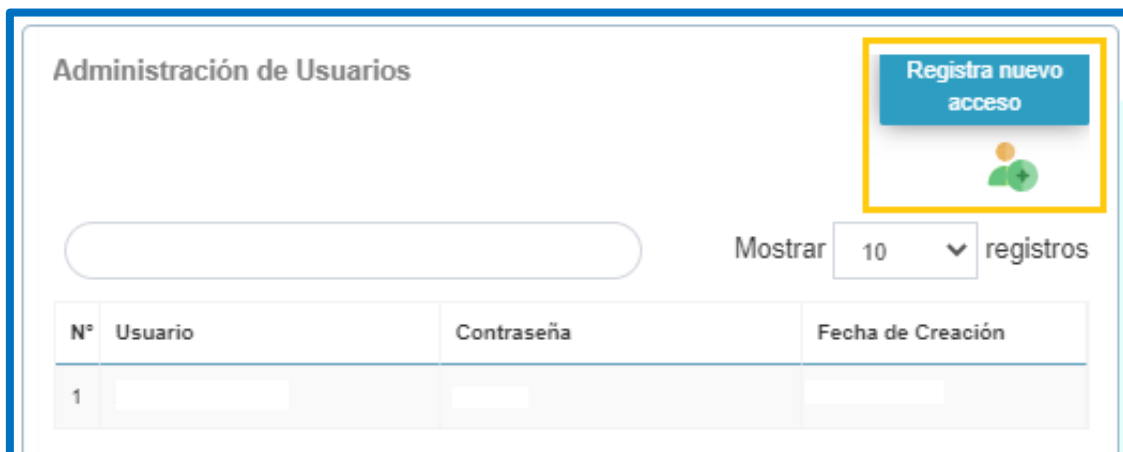 Administración de Usuarios
Registra nuevo
acceso
Mostrar 10 registros
N° Usuario Contraseña Fecha de Creación
1